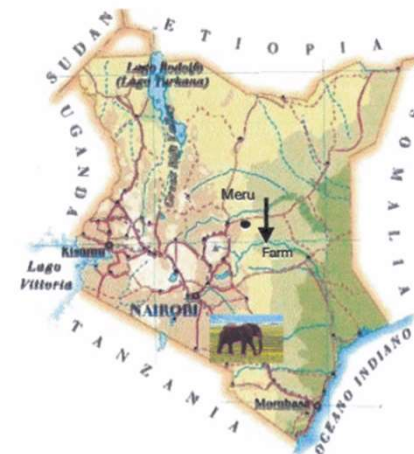 SUDAN
ETIOPIA
Lago Rodolfo
(Lago Turkana)
UGANDA
SOMALIA
Great Rift Valley
Meru
Farm
Kisumu
Lago
Vittoria
NAIROBI
TANZANIA
Mombasa
OCEANO INDIANO